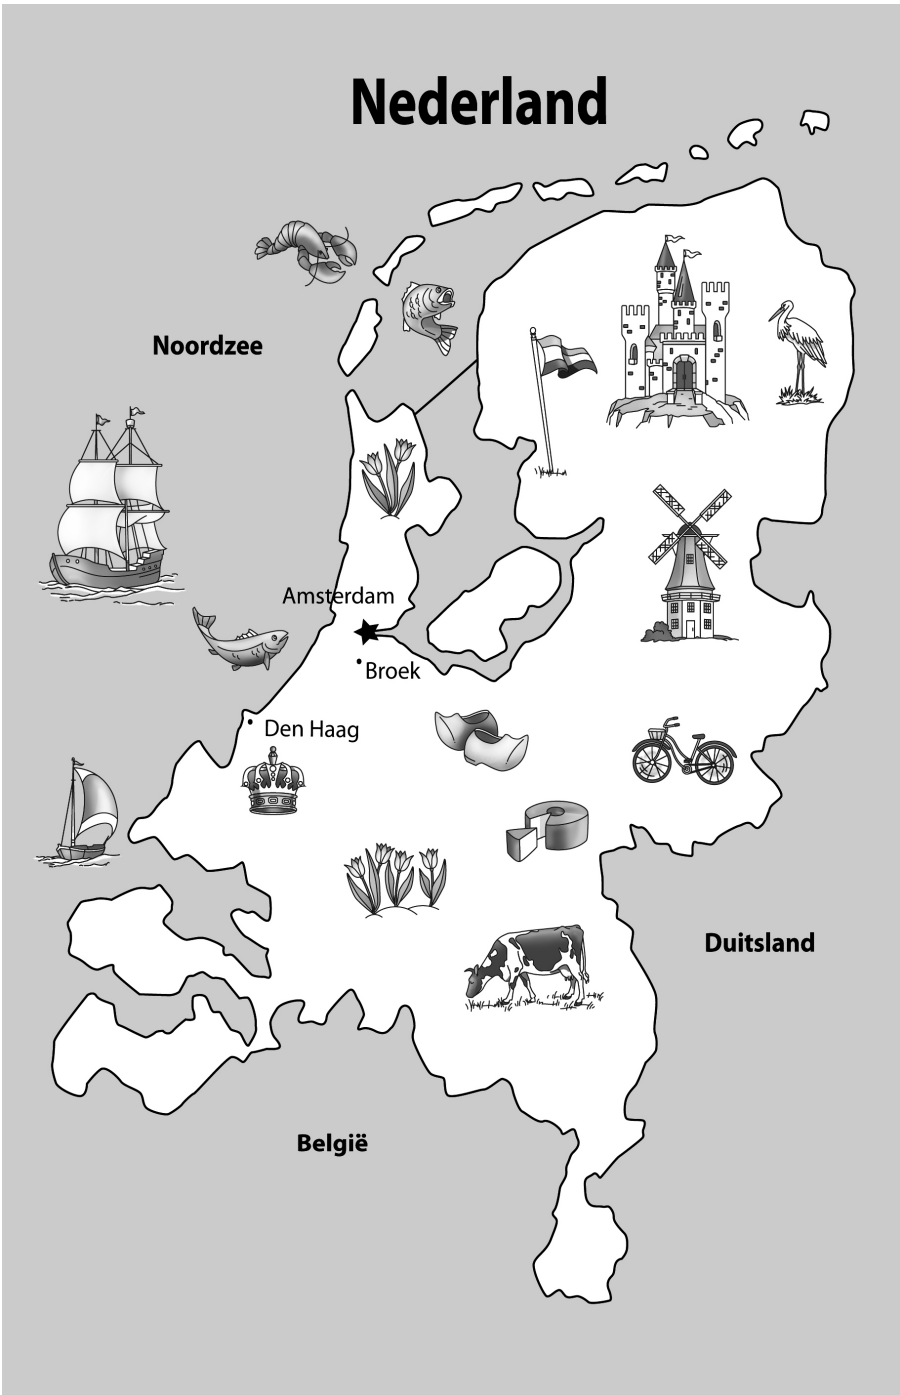 Nederland
Noordzee
Amsterdam
Broek
Den Haag
Duitsland
België